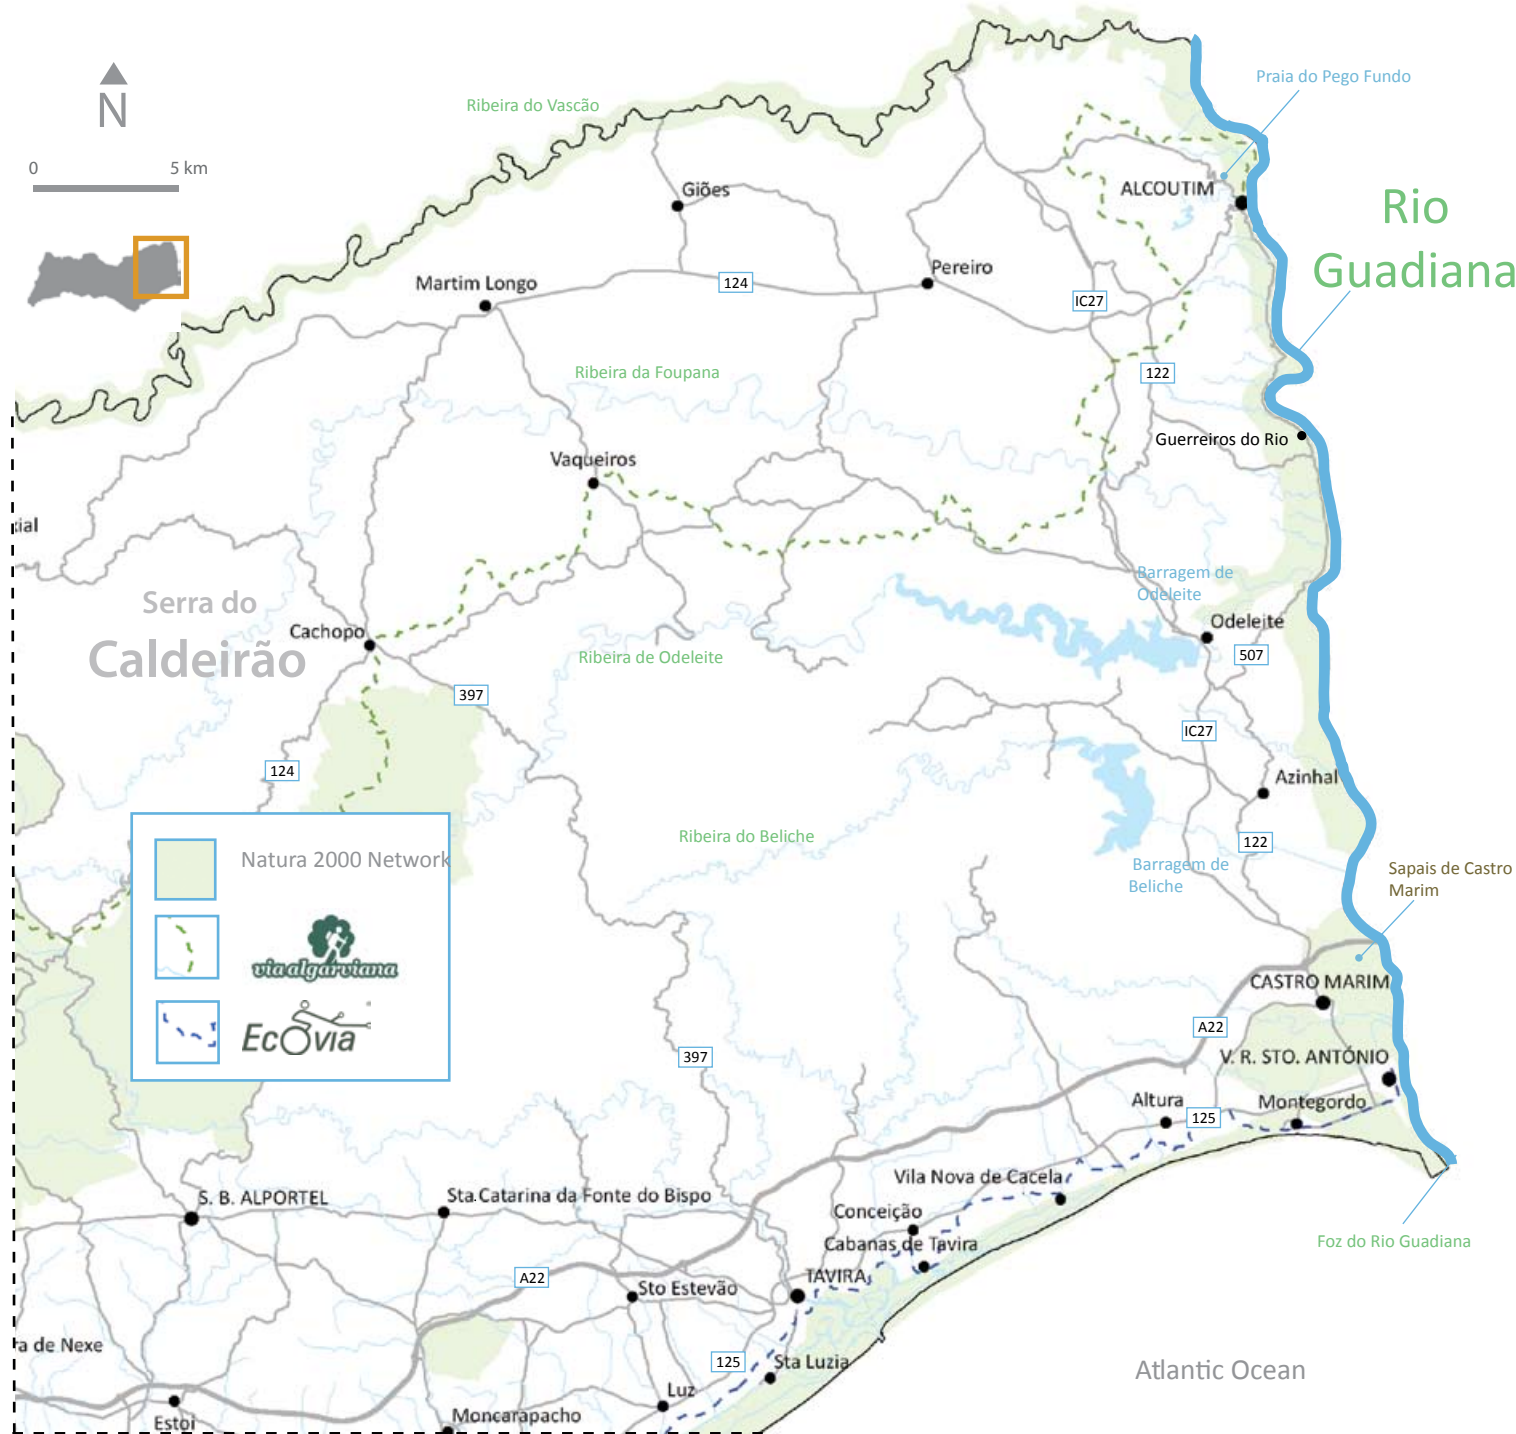 Praia do Pego Fundo
Ribeira do Vascão
N
0 5 km
ALCOUTIM
Giões
Rio
Guadiana
Pereiro
Martim Longo
124
IC27
Ribeira da Foupana
122
Guerreiros do Rio
Vaqueiros
ial
Barragem de
Odeleite
Serra do
Caldeirão
Cachopo
Odeleite
Ribeira de Odeleite
507
397
IC27
124
Azinhal
Ribeira do Beliche
122
Natura 2000 Network
Barragem de
Beliche
Sapais de Castro
Marim
via algarviana
CASTRO MARIM
Ecovia
A22
397
V. R. STO. ANTÓNIO
Altura
125
Montegordo
Vila Nova de Cacela
S. B. ALPORTEL
Sta.Catarina da Fonte do Bispo
Conceição
Cabanas de Tavira
Foz do Rio Guadiana
A22
TAVIRA
Sto Estevão
a de Nexe
125
Sta Luzia
Atlantic Ocean
Luz
Estoi
Moncarapacho